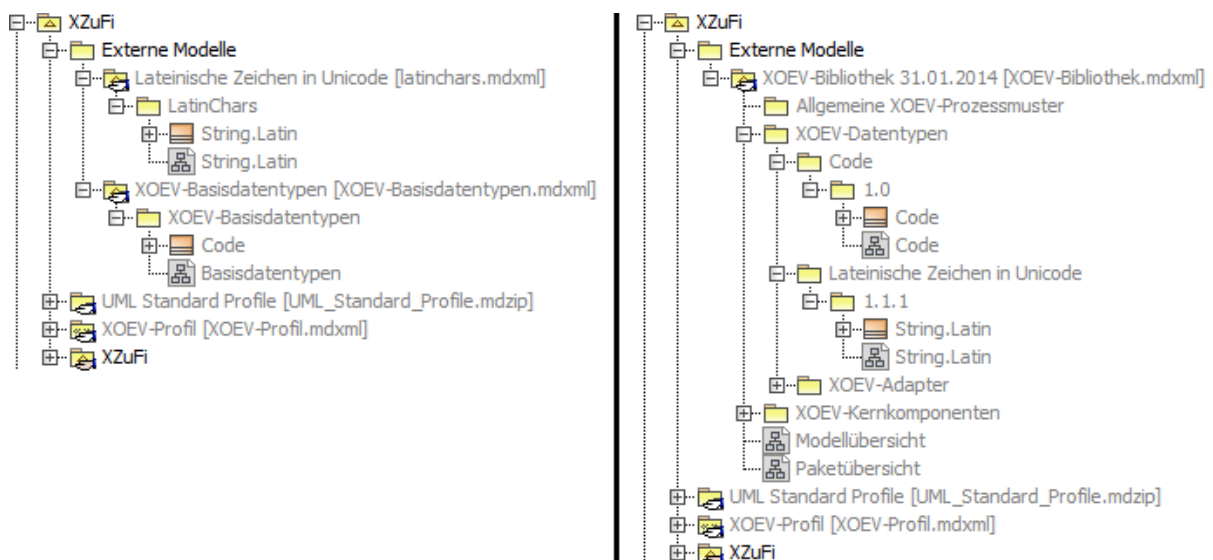 XZuFi
Externe Modelle
Lateinische Zeichen in Unicode [latinchars.mdxml]
LatinChars
String.Latin
String.Latin
XOEV-Basisdatentypen [XOEV-Basisdatentypen.mdxml]
XOEV-Basisdatentypen
Code
Basisdatentypen
UML Standard Profile [UML_Standard_Profile.mdzip]
XOEV-Profil [XOEV-Profil.mdxml]
XZuFi
XZuFi
Externe Modelle
XOEV-Bibliothek 31.01.2014 [XOEV-Bibliothek.mdxml]
Allgemeine XOEV-Prozessmuster
XOEV-Datentypen
Code
1.0
Code
Code
Lateinische Zeichen in Unicode
1.1.1
String.Latin
String.Latin
XOEV-Adapter
XOEV-Kernkomponenten
Modellübersicht
Paketübersicht
UML Standard Profile [UML_Standard_Profile.mdzip]
XOEV-Profil [XOEV-Profil.mdxml]
XZuFi